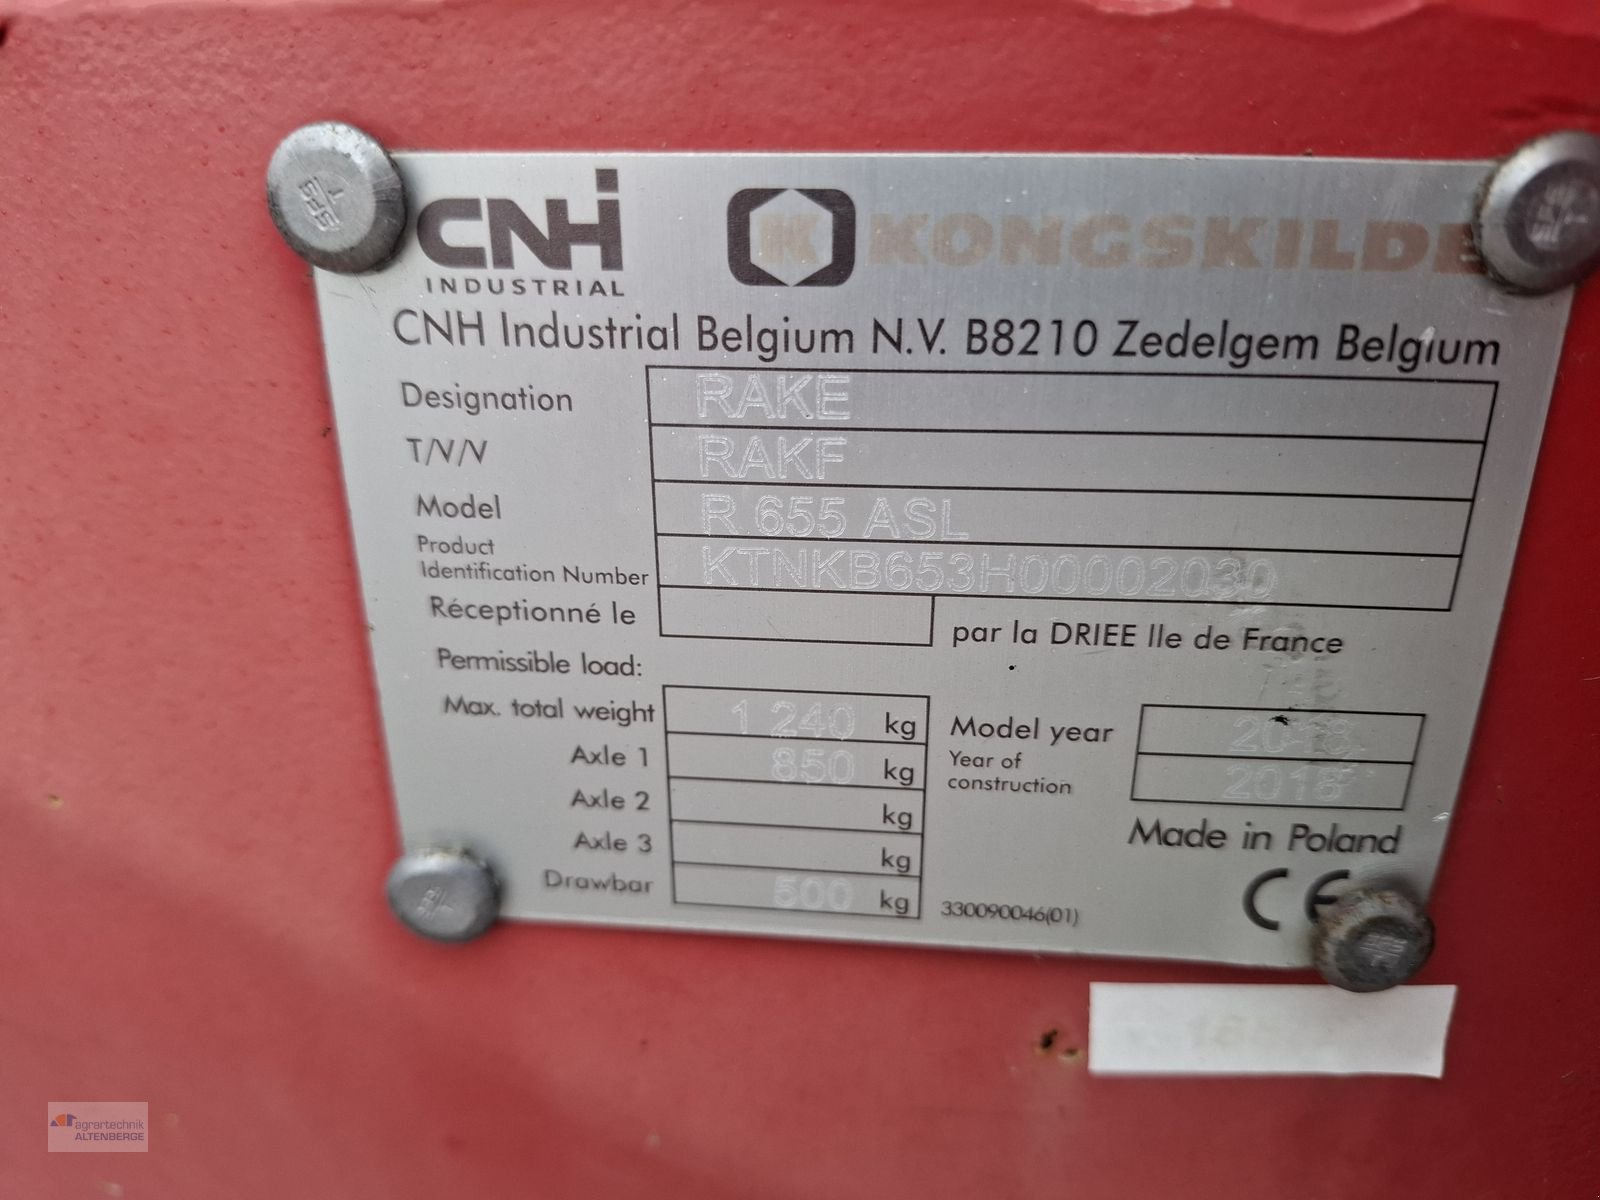 CNH
INDUSTRIAL
KONGSKILDE
CNH Industrial Belgium N.V. B8210 Zedelgem Belgium
Designation RAKE
T/V/V RAKF
Model R 655 ASL
Product
Identification Number KTNKB653H00002030
Réceptionné le par la DRIEE Ile de France
Permissible load:
Max. total weight 1 240 kg
Axle 1 850 kg
Axle 2 kg
Axle 3 kg
Drawbar 500 kg
Model year 2018
Year of
construction 2018
Made in Poland
330090046(01)
CE
agrartechnik
ALTENBERGE